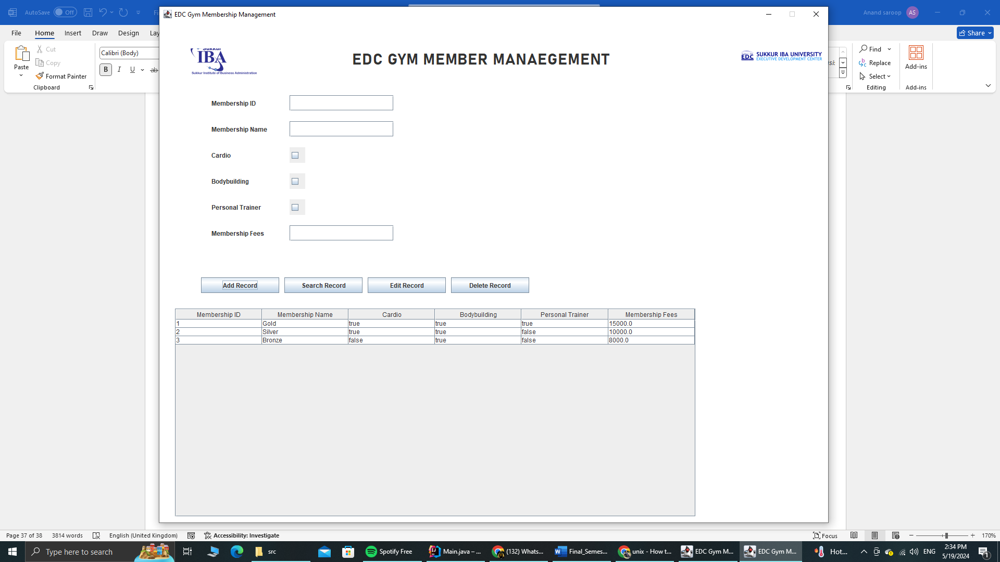 AutoSave Off Fi
Anand saroop AS
EDC Gym Membership Management
File Home Insert Draw Design Lay
Share
Paste
Cut
Copy
Format Painter
Clipboard
Calibri (Body)
B I U ab
Find
Replace
Select
Editing
Add-ins
Add-ins
IBA
Sukkur Institute of Business Administration
EDC GYM MEMBER MANAEGEMENT
EDC SUKKUR IBA UNIVERSITY
EXECUTIVE DEVELOPMENT CENTER
Membership ID
Membership Name
Cardio
Bodybuilding
Personal Trainer
Membership Fees
Add Record Search Record Edit Record Delete Record
Membership ID Membership Name Cardio Bodybuilding Personal Trainer Membership Fees
1 Gold true true true 15000.0
2 Silver true true false 10000.0
3 Bronze false true false 8000.0
Page 37 of 38 3814 words English (United Kingdom) Accessibility: Investigate
Focus 170%
Type here to search
src
Spotify Free
Main.java – ...
(132) Whats...
Final_Semes...
unix - How t...
EDC Gym M...
EDC Gym M...
Hot...
ENG
2:34 PM
5/19/2024
1